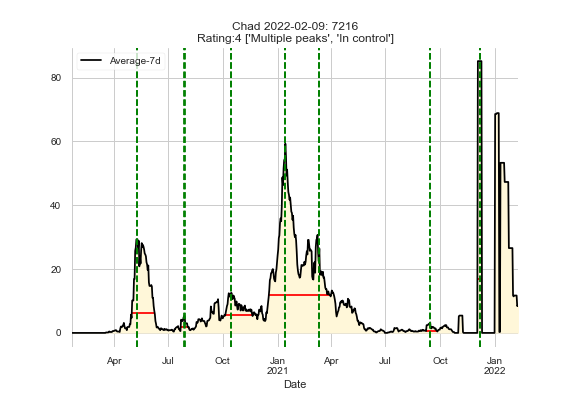 Chad 2022-02-09: 7216
Rating:4 ['Multiple peaks', 'In control']
Average-7d
80
60
40
20
0
Apr Jul Oct Jan Apr Jul Oct Jan
2021 2022
Date